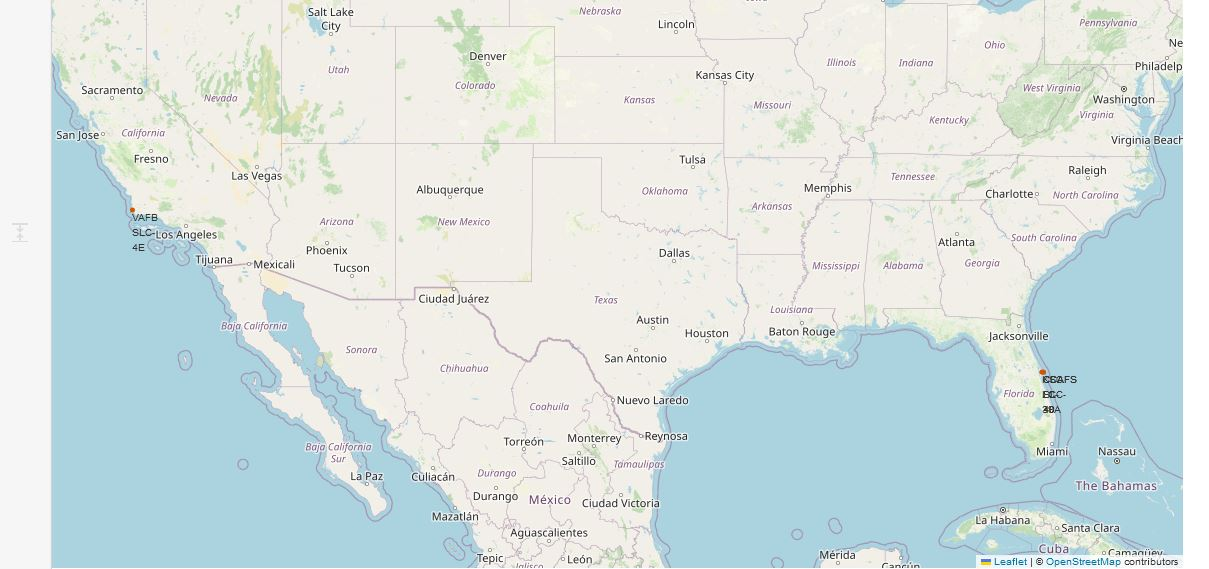 Salt Lake
City
Nebraska
Lincoln
Pennsylvania
Ohio
Ne
Denver
Utah
Illinois
Indiana
Philadelp
Kansas City
Colorado
Sacramento
Nevada
Kansas
Missouri
West Virginia
Washington
Virginia
Kentucky
San Jose
California
Virginia Beach
Fresno
Tulsa
Las Vegas
Tennessee
Raleigh
Albuquerque
Oklahoma
Memphis
Charlotte
North Carolina
Arkansas
VAFB
SLC-
4E
Arizona
New Mexico
Los Angeles
South Carolina
Atlanta
Phoenix
Dallas
Tijuana
Mexicali
Tucson
Mississippi
Alabama
Georgia
Ciudad Juárez
Texas
Louisiana
Austin
Baja California
Houston
Baton Rouge
Jacksonville
Sonora
San Antonio
Chihuahua
Florida
Nuevo Laredo
Coahuila
Reynosa
Torreón
Monterrey
Baja California
Sur
Miami
Nassau
Saltillo
Tamaulipas
La Paz
Culiacán
Durango
The Bahamas
Durango
México
Ciudad Victoria
Mazatlán
La Habana
Santa Clara
Aguascalientes
Cuba
Camagüey
Tepic
León
Mérida
Cancún
Leaflet | © OpenStreetMap contributors